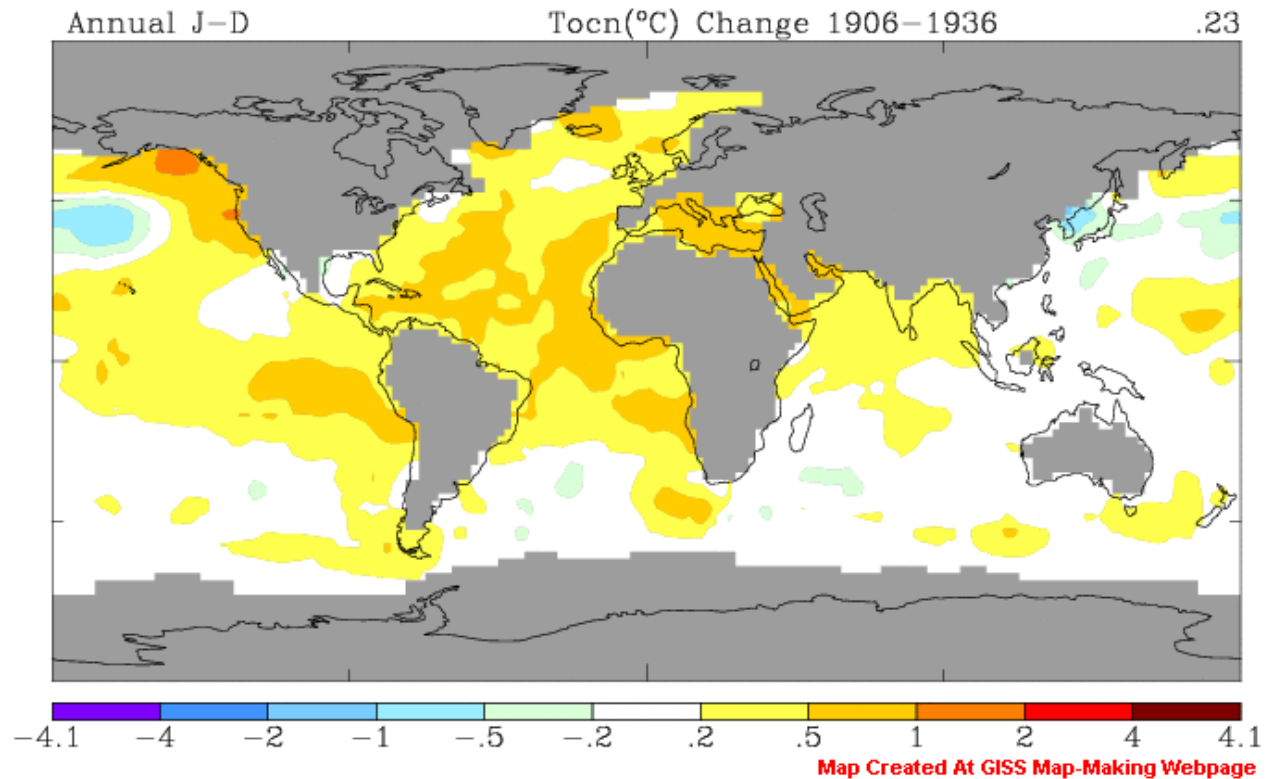 Annual J-D Tocn(°C) Change 1906-1936 .23
-4.1 -4 -2 -1 -.5 -.2 .2 .5 1 2 4 4.1
Map Created At GISS Map-Making Webpage